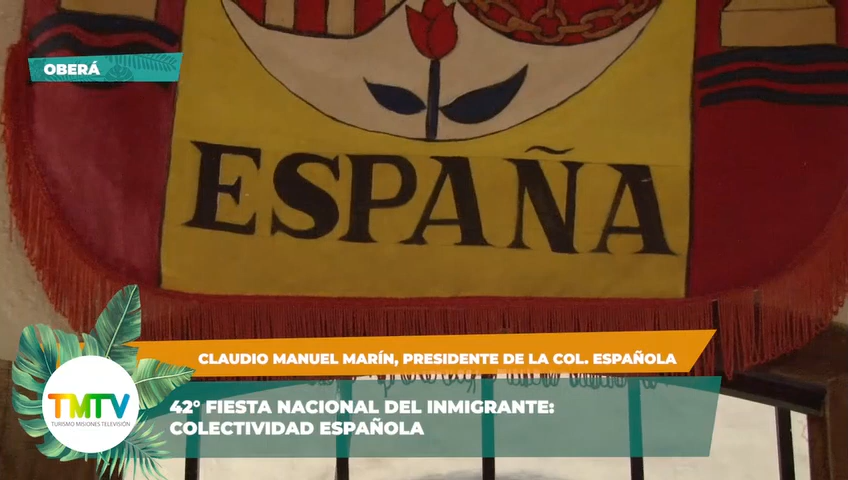 OBERÁ
ESPAÑA
CLAUDIO MANUEL MARÍN, PRESIDENTE DE LA COL. ESPAÑOLA
42º FIESTA NACIONAL DEL INMIGRANTE:
COLECTIVIDAD ESPAÑOLA
TMTV
TURISMO MISIONES TELEVISIÓN